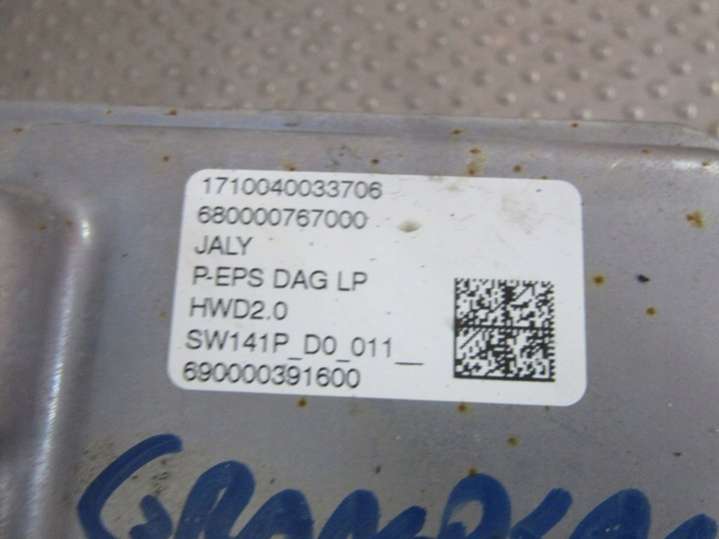 1710040033706
680000767000
JALY
P-EPS DAG LP
HWD2.0
SW141P_D0_011__
690000391600